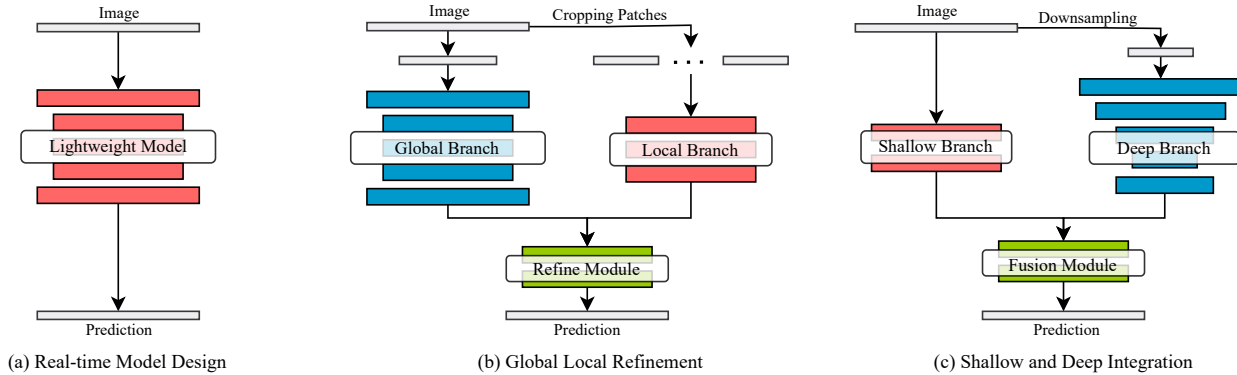 Image
Lightweight Model
Prediction
(a) Real-time Model Design
Image
Cropping Patches
. . .
Global Branch
Local Branch
Refine Module
Prediction
(b) Global Local Refinement
Image
Downsampling
Shallow Branch
Deep Branch
Fusion Module
Prediction
(c) Shallow and Deep Integration